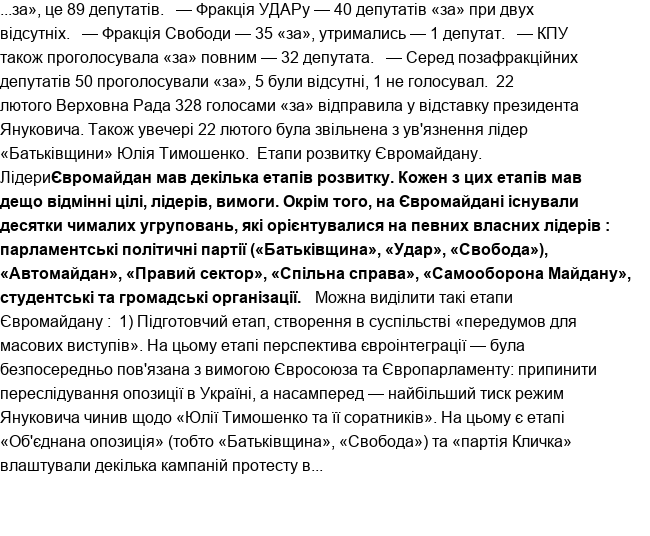 ...за», це 89 депутатів.   — Фракція УДАРу — 40 депутатів «за» при двух
відсутніх.   — Фракція Свободи — 35 «за», утримались — 1 депутат.   — КПУ
також проголосувала «за» повним — 32 депутата.   — Серед позафракційних
депутатів 50 проголосували «за», 5 були відсутні, 1 не голосував.  22
лютого Верховна Рада 328 голосами «за» відправила у відставку президента
Януковича. Також увечері 22 лютого була звільнена з ув'язнення лідер
«Батьківщини» Юлія Тимошенко.  Етапи розвитку Євромайдану.
ЛідериЄвромайдан мав декілька етапів розвитку. Кожен з цих етапів мав
дещо відмінні цілі, лідерів, вимоги. Окрім того, на Євромайдані існували
десятки чималих угруповань, які орієнтувалися на певних власних лідерів :
парламентські політичні партії («Батьківщина», «Удар», «Свобода»),
«Автомайдан», «Правий сектор», «Спільна справа», «Самооборона Майдану»,
студентські та громадські організації.   Можна виділити такі етапи
Євромайдану :  1) Підготовчий етап, створення в суспільстві «передумов для
масових виступів». На цьому етапі перспектива євроінтеграції — була
безпосередньо пов'язана з вимогою Євросоюза та Європарламенту: припинити
переслідування опозиції в Україні, а насамперед — найбільший тиск режим
Януковича чинив щодо «Юлії Тимошенко та її соратників». На цьому є етапі
«Об'єднана опозиція» (тобто «Батьківщина», «Свобода») та «партія Кличка»
влаштували декілька кампаній протесту в...